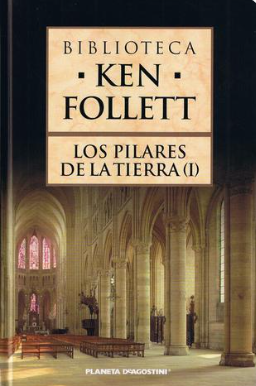 BIBLIOTECA
▪ KEN ▪
FOLLETT
LOS PILARES
DE LA TIERRA (I)
PLANETA DEAGOSTINI